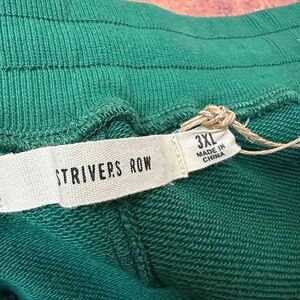 STRIVERS ROW
3XL
MADE IN
CHINA